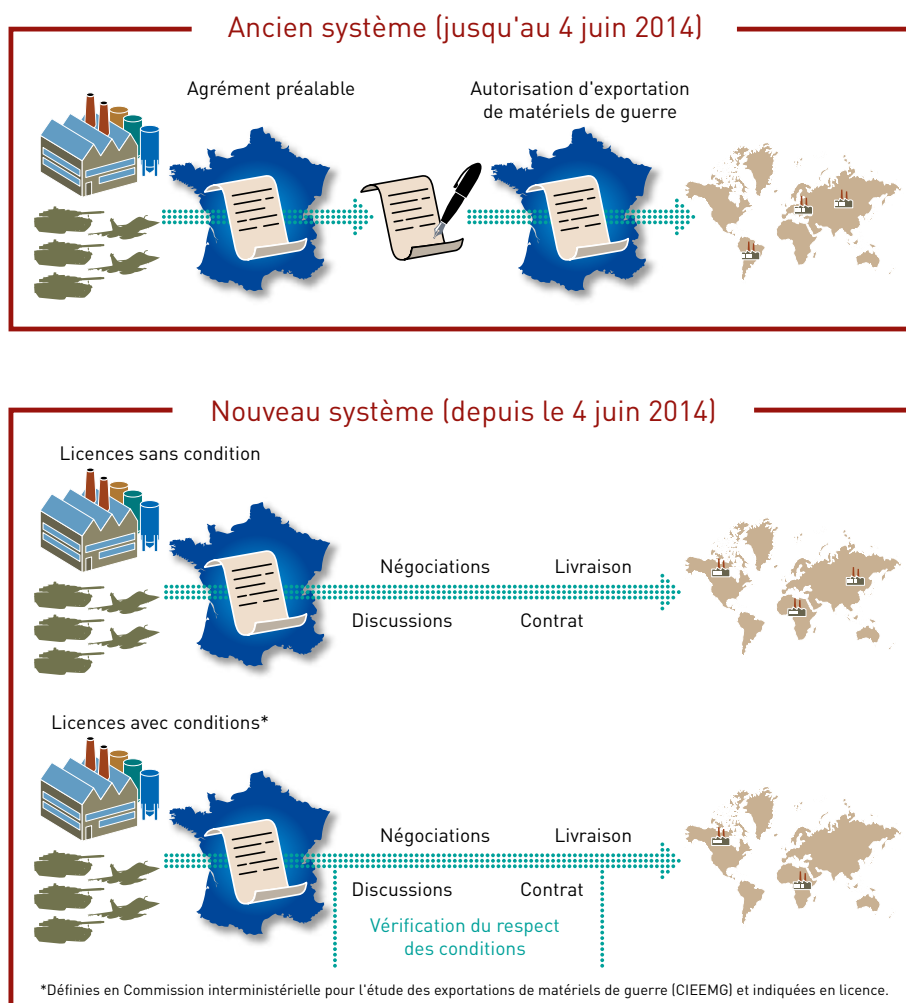 Ancien système (jusqu'au 4 juin 2014)
Agrément préalable
Autorisation d'exportation
de matériels de guerre
Nouveau système (depuis le 4 juin 2014)
Licences sans condition
Négociations
Livraison
Discussions
Contrat
Licences avec conditions*
Négociations
Livraison
Discussions
Contrat
Vérification du respect
des conditions
*Définies en Commission interministérielle pour l'étude des exportations de matériels de guerre (CIEEMG) et indiquées en licence.